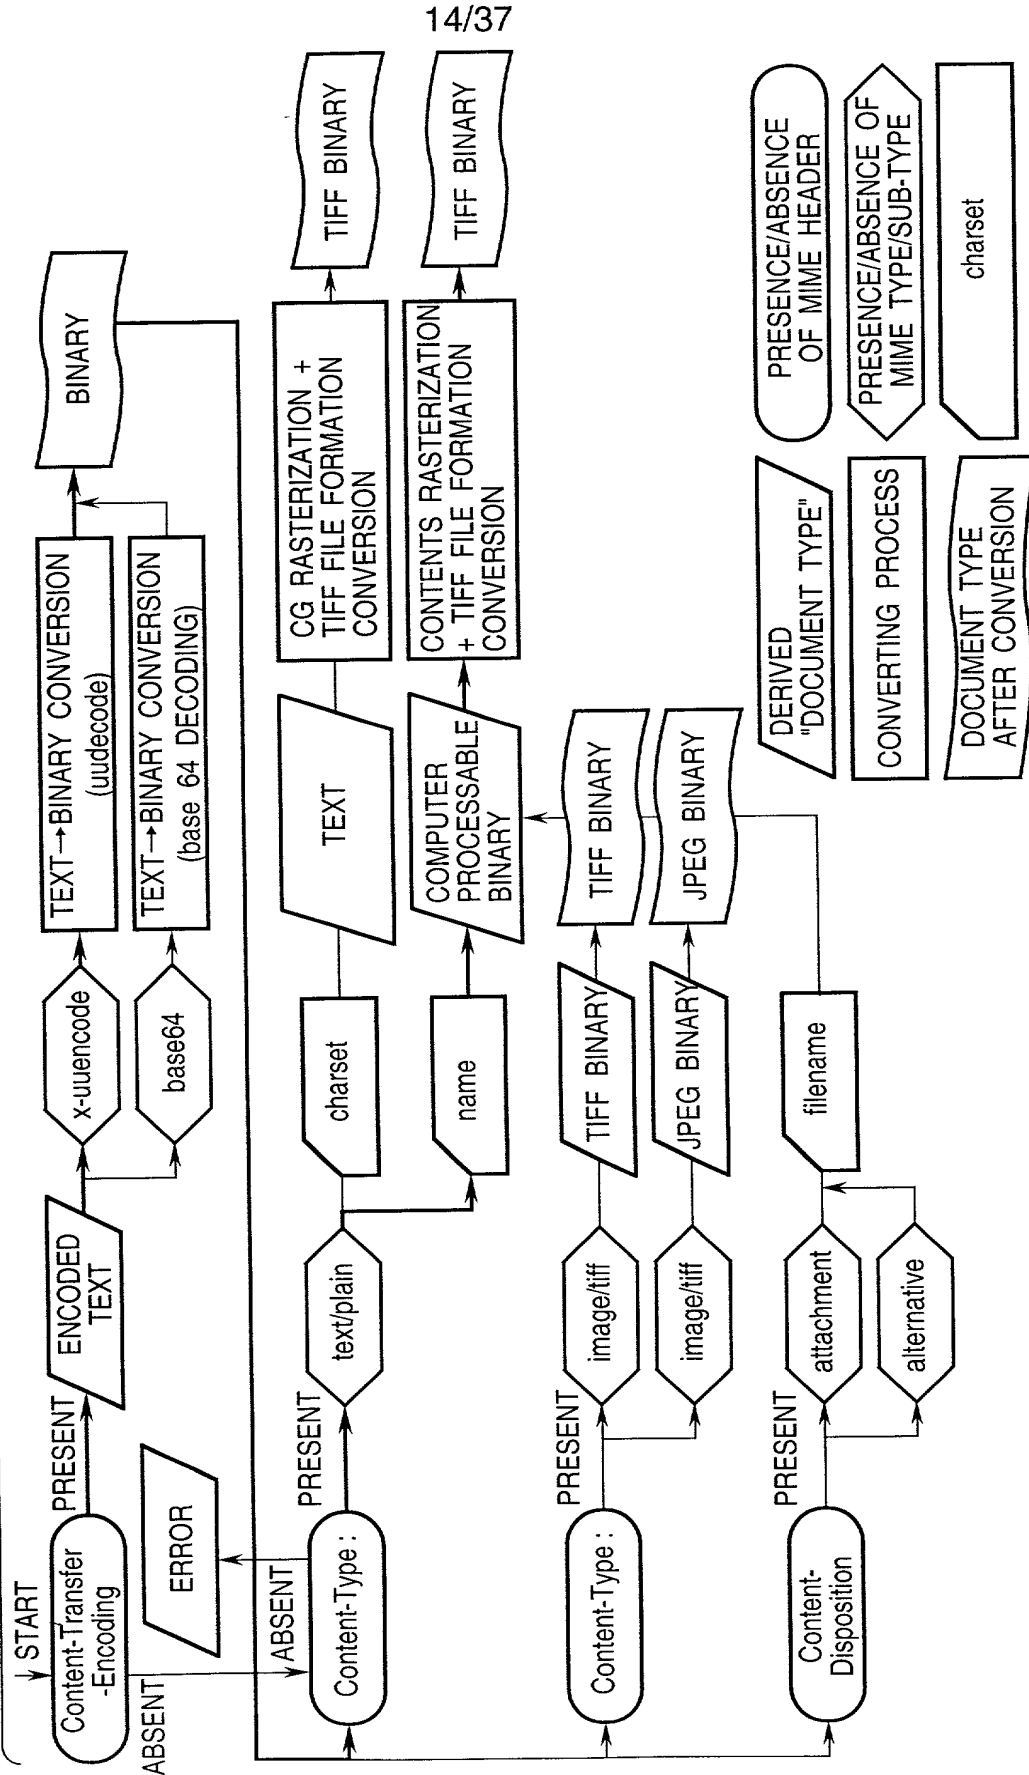 14/37
START
Content-Transfer
-Encoding
PRESENT
ENCODED
TEXT
x-uuencode
TEXT→BINARY CONVERSION
(uudecode)
BINARY
base64
TEXT→BINARY CONVERSION
(base 64 DECODING)
ABSENT
ERROR
ABSENT
Content-Type :
PRESENT
text/plain
charset
TEXT
CG RASTERIZATION +
TIFF FILE FORMATION
CONVERSION
TIFF BINARY
name
COMPUTER
PROCESSABLE
BINARY
CONTENTS RASTERIZATION
+ TIFF FILE FORMATION
CONVERSION
TIFF BINARY
Content-Type :
PRESENT
image/tiff
TIFF BINARY
TIFF BINARY
image/tiff
JPEG BINARY
JPEG BINARY
Content-
Disposition
PRESENT
attachment
filename
alternative
DERIVED
"DOCUMENT TYPE"
CONVERTING PROCESS
DOCUMENT TYPE
AFTER CONVERSION
PRESENCE/ABSENCE
OF MIME HEADER
PRESENCE/ABSENCE OF
MIME TYPE/SUB-TYPE
charset